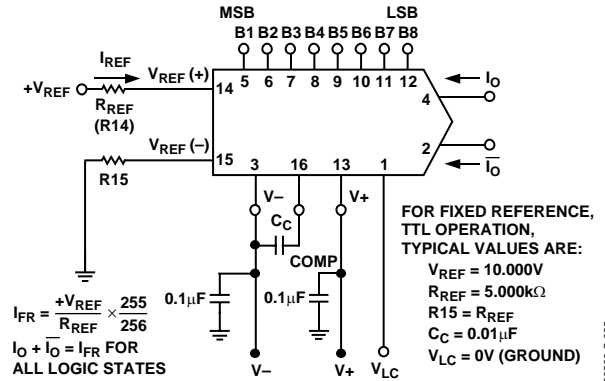 MSB LSB
B1 B2 B3 B4 B5 B6 B7 B8
IREF
+VREF
RREF
(R14)
VREF (+)
14
5 6 7 8 9 10 11 12
4
IO
2
IO
VREF (–)
15
R15
3 16 13 1
V– V+
CC
COMP
0.1µF 0.1µF
V– V+ VLC
IFR = +VREF / RREF × 255 / 256
IO + IO = IFR FOR
ALL LOGIC STATES
FOR FIXED REFERENCE,
TTL OPERATION,
TYPICAL VALUES ARE:
VREF = 10.000V
RREF = 5.000kΩ
R15 = RREF
CC = 0.01µF
VLC = 0V (GROUND)